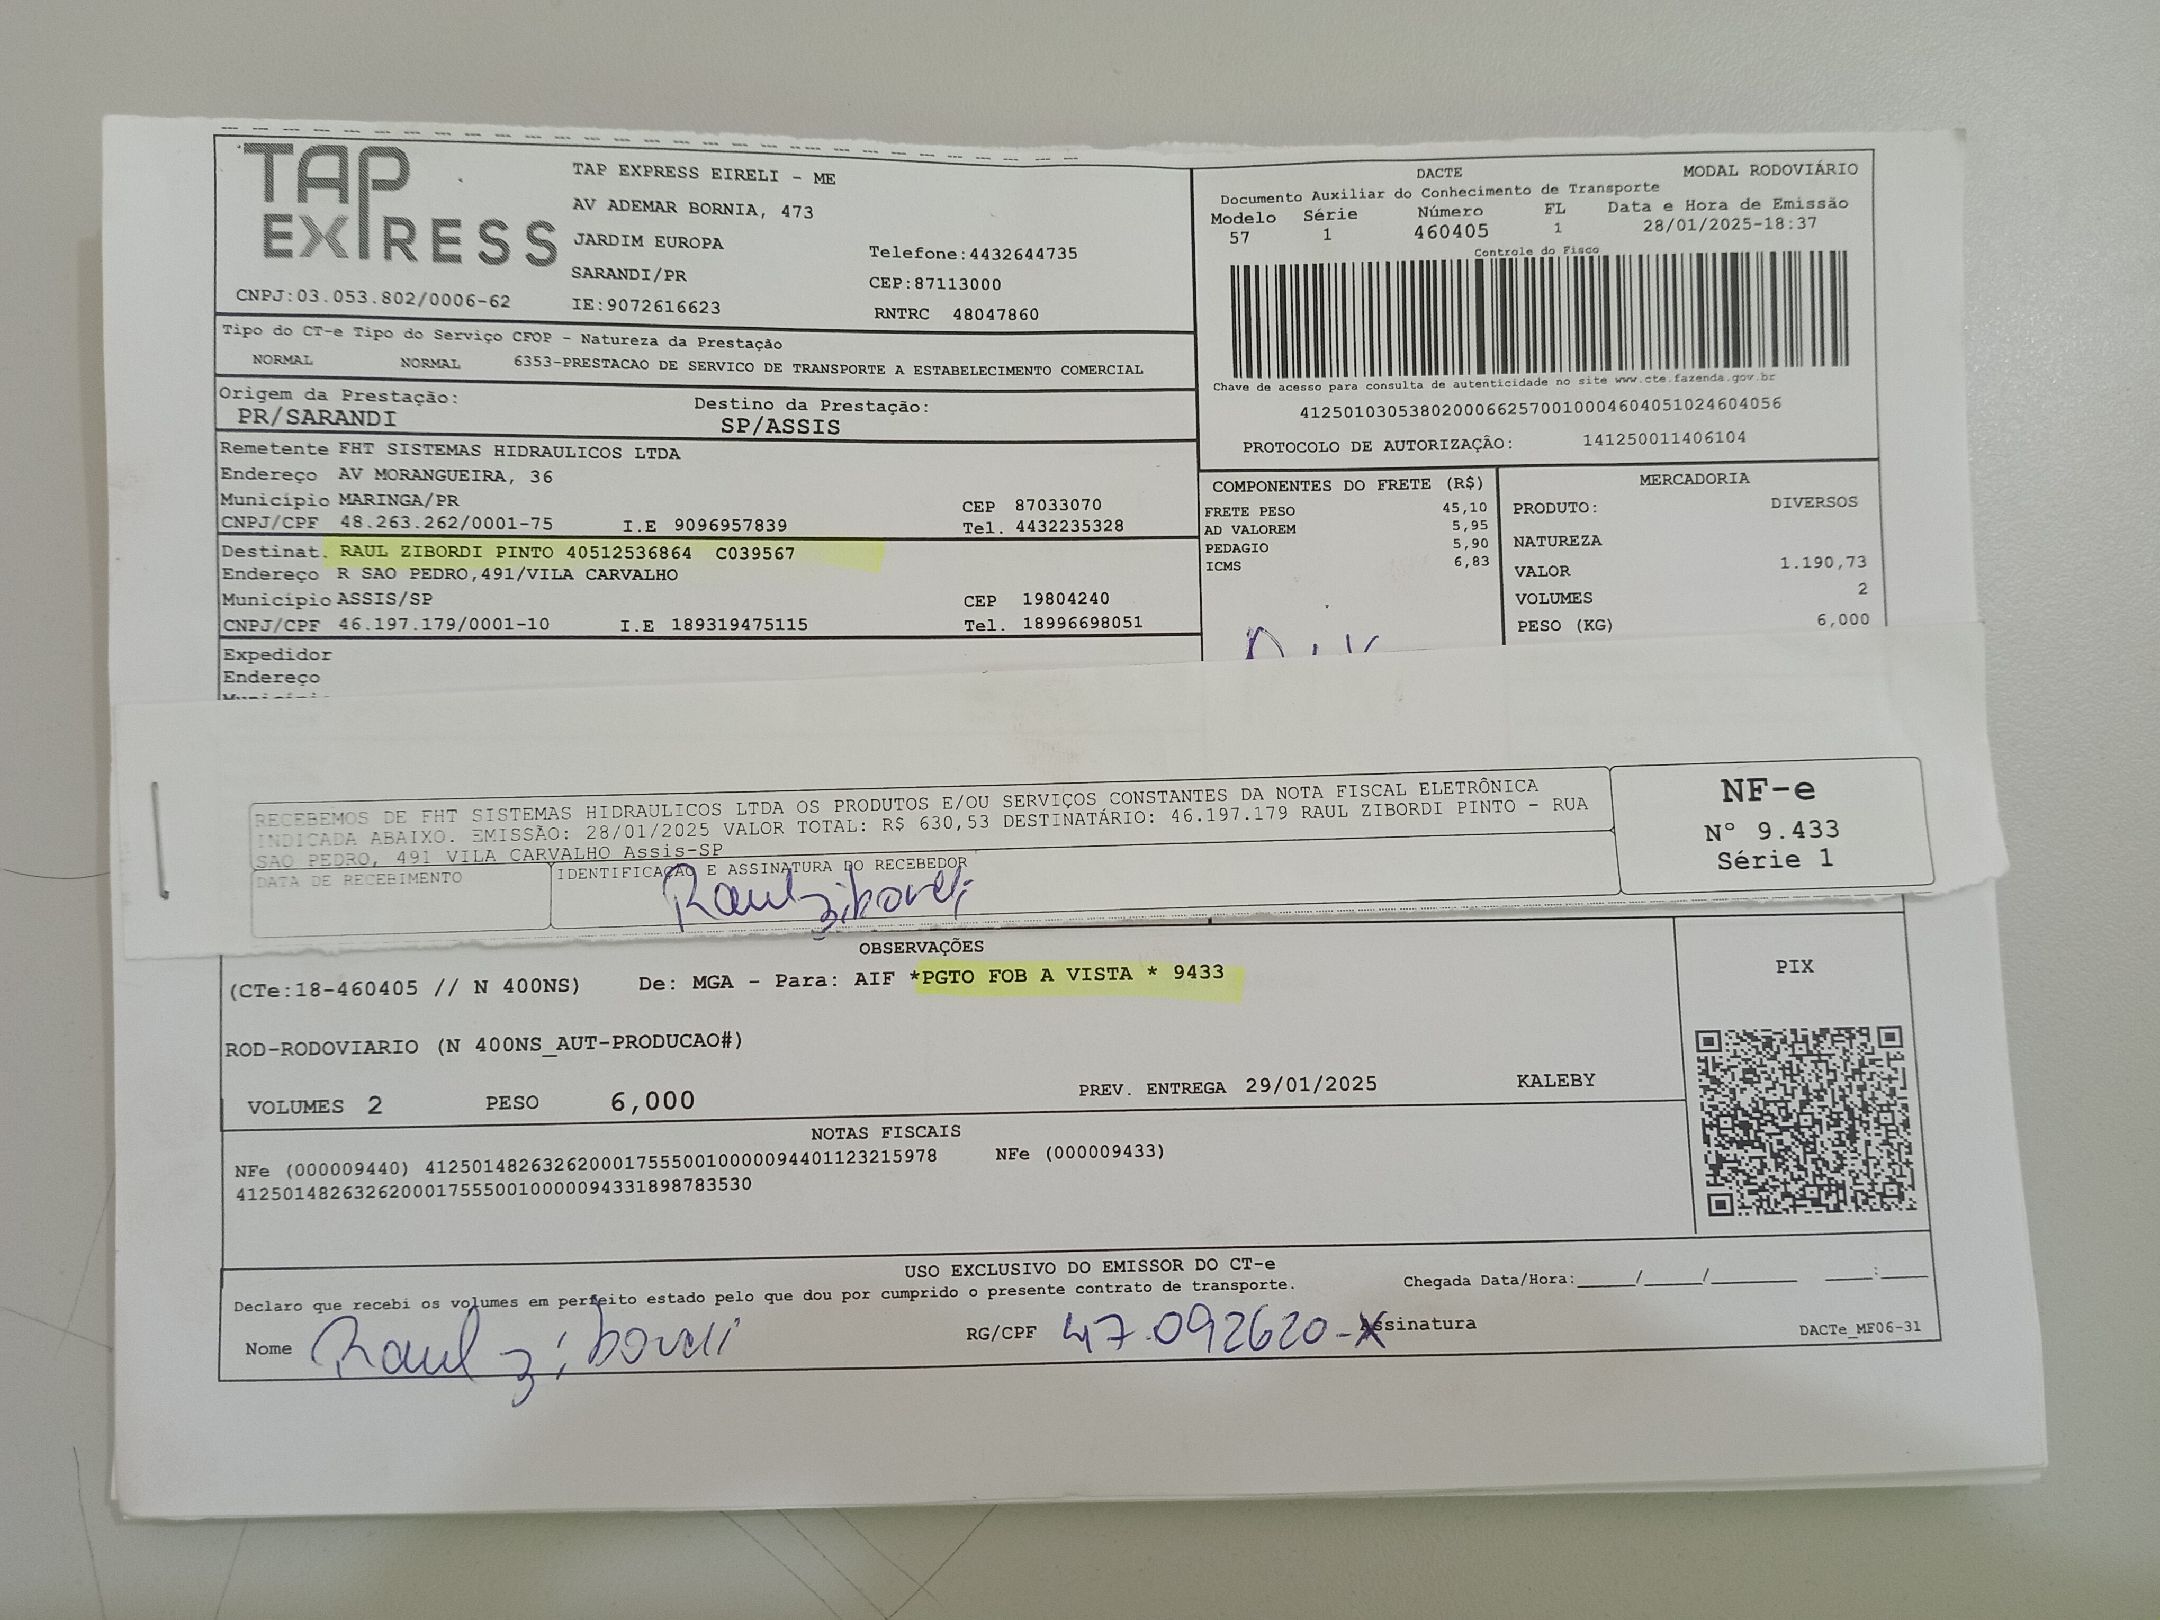 TAP EXPRESS
TAP EXPRESS EIRELI - ME
AV ADEMAR BORNIA, 473
JARDIM EUROPA
SARANDI/PR
IE:9072616623
Telefone:4432644735
CEP:87113000
RNTRC 48047860
CNPJ:03.053.802/0006-62
DACTE
MODAL RODOVIÁRIO
Documento Auxiliar do Conhecimento de Transporte
Modelo Série Número FL Data e Hora de Emissão
57 1 460405 1 28/01/2025-18:37
Controle do Fisco
Chave de acesso para consulta de autenticidade no site www.cte.fazenda.gov.br
41250103053802000662570010004604051024604056
PROTOCOLO DE AUTORIZAÇÃO: 141250011406104
Tipo do CT-e Tipo do Serviço CFOP - Natureza da Prestação
NORMAL NORMAL 6353-PRESTACAO DE SERVICO DE TRANSPORTE A ESTABELECIMENTO COMERCIAL
Origem da Prestação: Destino da Prestação:
PR/SARANDI SP/ASSIS
Remetente FHT SISTEMAS HIDRAULICOS LTDA
Endereço AV MORANGUEIRA, 36
Município MARINGA/PR CEP 87033070
CNPJ/CPF 48.263.262/0001-75 I.E 9096957839 Tel. 4432235328
Destinat. RAUL ZIBORDI PINTO 40512536864 C039567
Endereço R SAO PEDRO,491/VILA CARVALHO
Município ASSIS/SP CEP 19804240
CNPJ/CPF 46.197.179/0001-10 I.E 189319475115 Tel. 18996698051
Expedidor
Endereço
COMPONENTES DO FRETE (R$)
FRETE PESO 45,10
AD VALOREM 5,95
PEDAGIO 5,90
ICMS 6,83
MERCADORIA
PRODUTO: DIVERSOS
NATUREZA
VALOR 1.190,73
VOLUMES 2
PESO (KG) 6,000
RECEBEMOS DE FHT SISTEMAS HIDRAULICOS LTDA OS PRODUTOS E/OU SERVIÇOS CONSTANTES DA NOTA FISCAL ELETRÔNICA
INDICADA ABAIXO. EMISSÃO: 28/01/2025 VALOR TOTAL: R$ 630,53 DESTINATÁRIO: 46.197.179 RAUL ZIBORDI PINTO - RUA
SAO PEDRO, 491 VILA CARVALHO Assis-SP
DATA DE RECEBIMENTO
IDENTIFICAÇÃO E ASSINATURA DO RECEBEDOR
Raul Zibordi
NF-e
Nº 9.433
Série 1
OBSERVAÇÕES
(CTe:18-460405 // N 400NS) De: MGA - Para: AIF *PGTO FOB A VISTA * 9433
ROD-RODOVIARIO (N 400NS_AUT-PRODUCAO#)
VOLUMES 2 PESO 6,000 PREV. ENTREGA 29/01/2025 KALEBY
PIX
NOTAS FISCAIS
NFe (000009440) 41250148263262000175550010000094401123215978 NFe (000009433)
41250148263262000175550010000094331898783530
USO EXCLUSIVO DO EMISSOR DO CT-e
Declaro que recebi os volumes em perfeito estado pelo que dou por cumprido o presente contrato de transporte. Chegada Data/Hora:_____/_____/_______ ____:____
Nome Raul Zibordi RG/CPF 47.092620-X Assinatura
DACTe_MF06-31